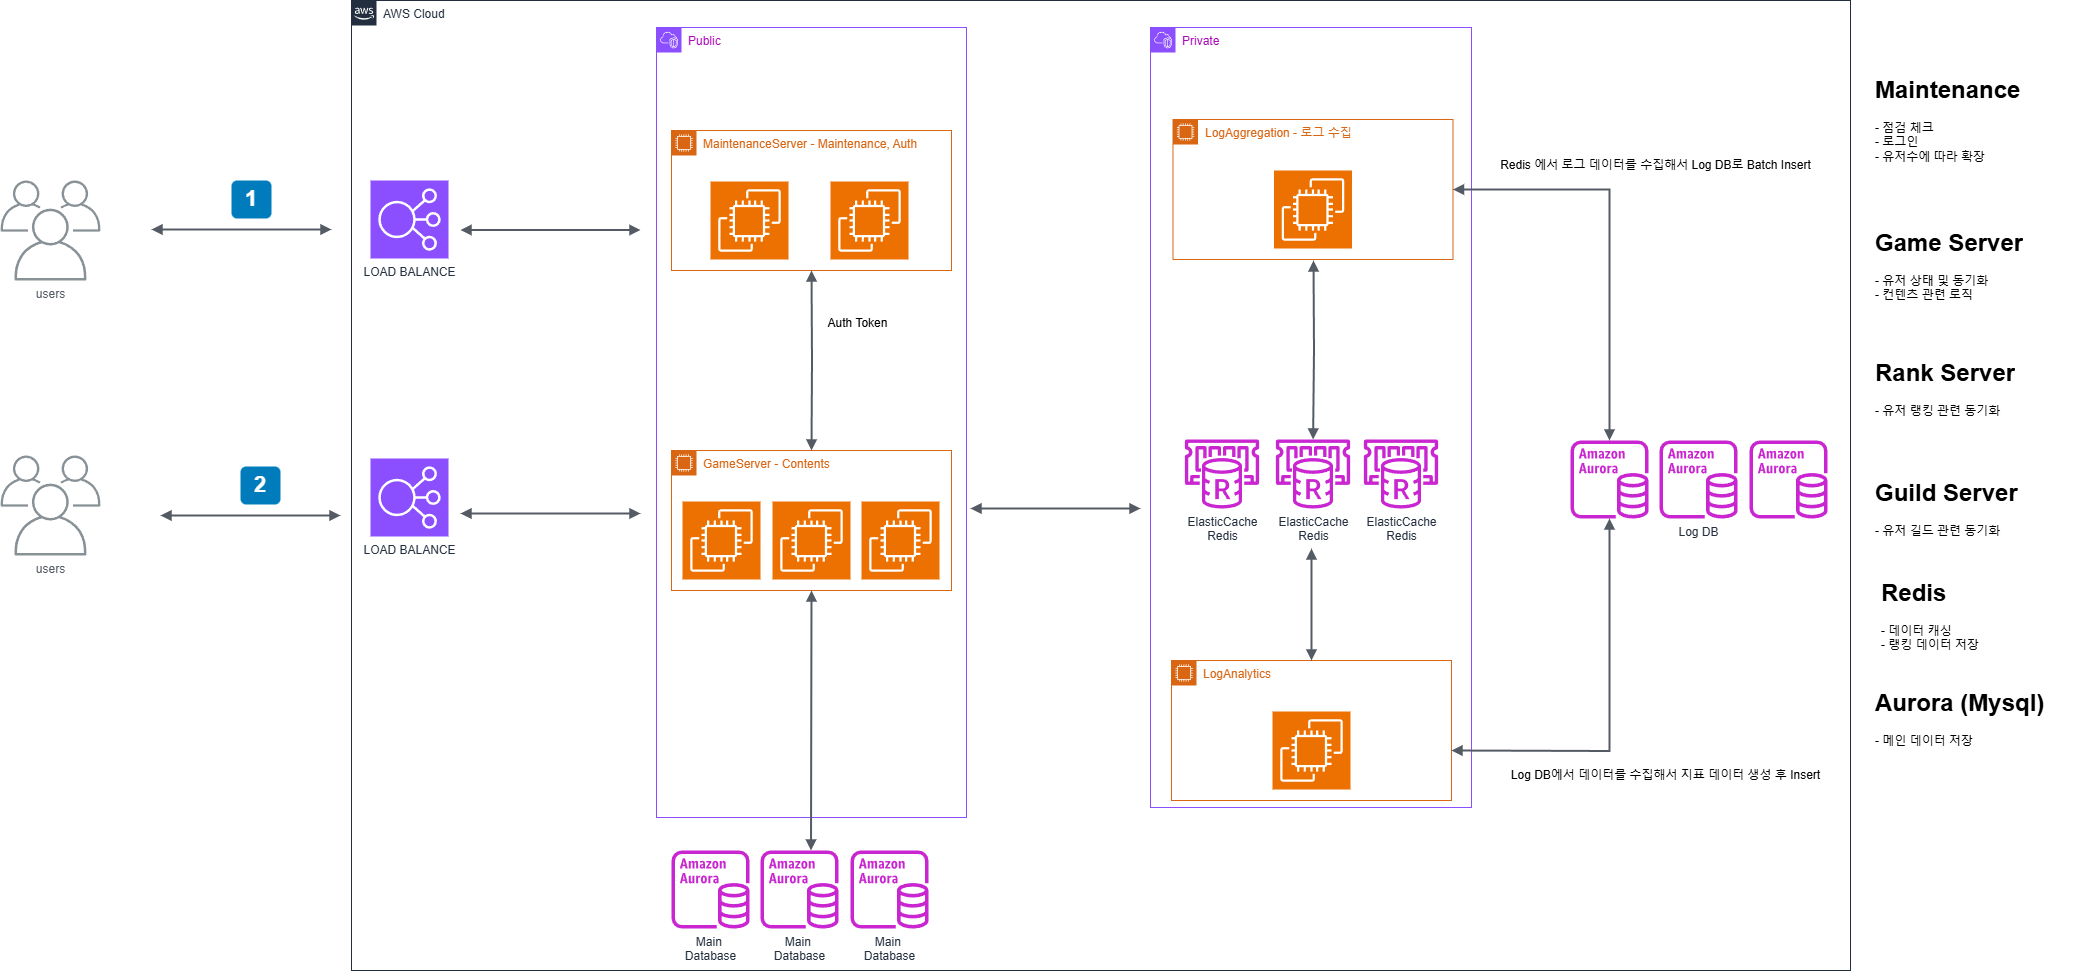 aws
AWS Cloud
Public
Private
MaintenanceServer - Maintenance, Auth
LogAggregation - 로그 수집
Redis 에서 로그 데이터를 수집해서 Log DB로 Batch Insert
1
users
LOAD BALANCE
Auth Token
2
users
LOAD BALANCE
GameServer - Contents
R
R
R
ElasticCache
Redis
ElasticCache
Redis
ElasticCache
Redis
Amazon
Aurora
Amazon
Aurora
Amazon
Aurora
Log DB
LogAnalytics
Log DB에서 데이터를 수집해서 지표 데이터 생성 후 Insert
Amazon
Aurora
Amazon
Aurora
Amazon
Aurora
Main
Database
Main
Database
Main
Database
Maintenance
- 점검 체크
- 로그인
- 유저수에 따라 확장
Game Server
- 유저 상태 및 동기화
- 컨텐츠 관련 로직
Rank Server
- 유저 랭킹 관련 동기화
Guild Server
- 유저 길드 관련 동기화
Redis
- 데이터 캐싱
- 랭킹 데이터 저장
Aurora (Mysql)
- 메인 데이터 저장